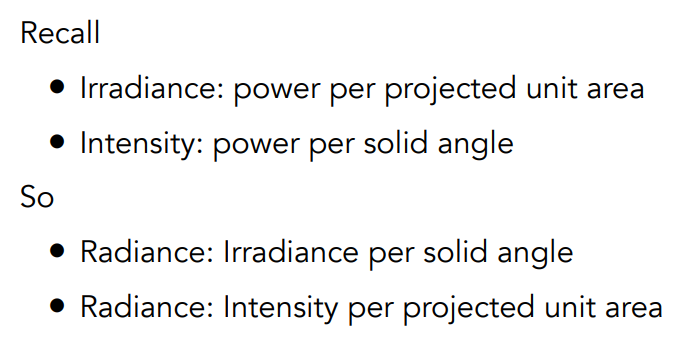 Recall
• Irradiance: power per projected unit area
• Intensity: power per solid angle
So
• Radiance: Irradiance per solid angle
• Radiance: Intensity per projected unit area